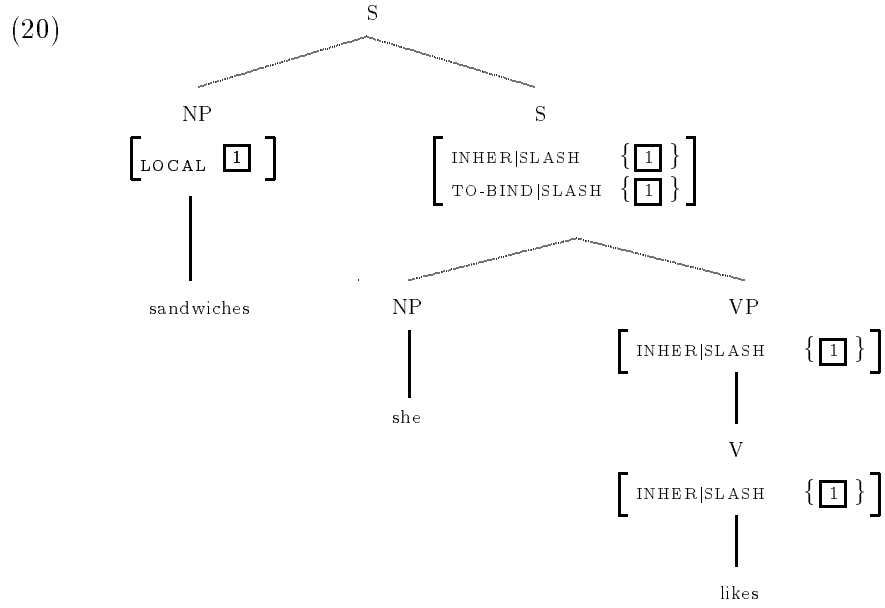 (20)
S
NP S
[LOCAL 1]
[INHER|SLASH { 1 }
TO-BIND|SLASH { 1 }]
sandwiches NP VP
[INHER|SLASH { 1 }]
she
V
[INHER|SLASH { 1 }]
likes